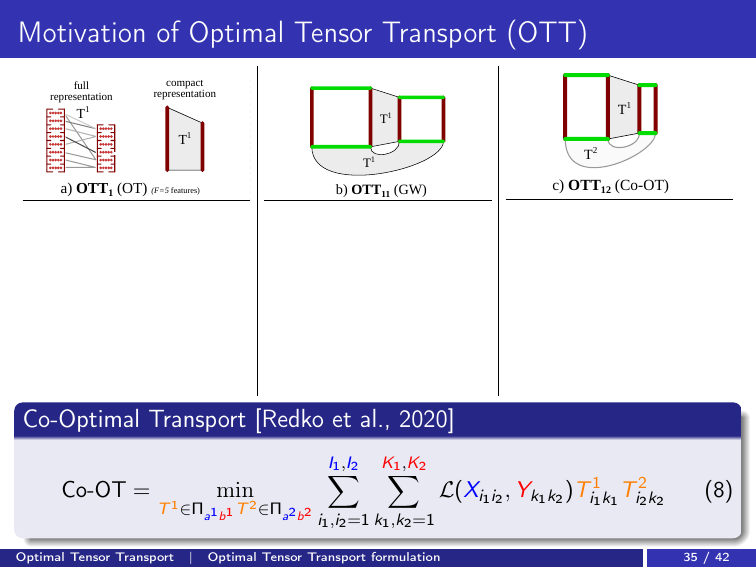 Motivation of Optimal Tensor Transport (OTT)
full
representation
T¹
compact
representation
T¹
a) OTT₁ (OT) (F=5 features)
T¹
T¹
b) OTT₁₁ (GW)
T¹
T²
c) OTT₁₂ (Co-OT)
Co-Optimal Transport [Redko et al., 2020]
Co-OT = min_{T¹∈Π_{a¹b¹} T²∈Π_{a²b²}} ∑_{i₁,i₂=1}^{I₁,I₂} ∑_{k₁,k₂=1}^{K₁,K₂} ℒ(X_{i₁i₂}, Y_{k₁k₂}) T¹_{i₁k₁} T²_{i₂k₂} (8)
Optimal Tensor Transport | Optimal Tensor Transport formulation 35 / 42